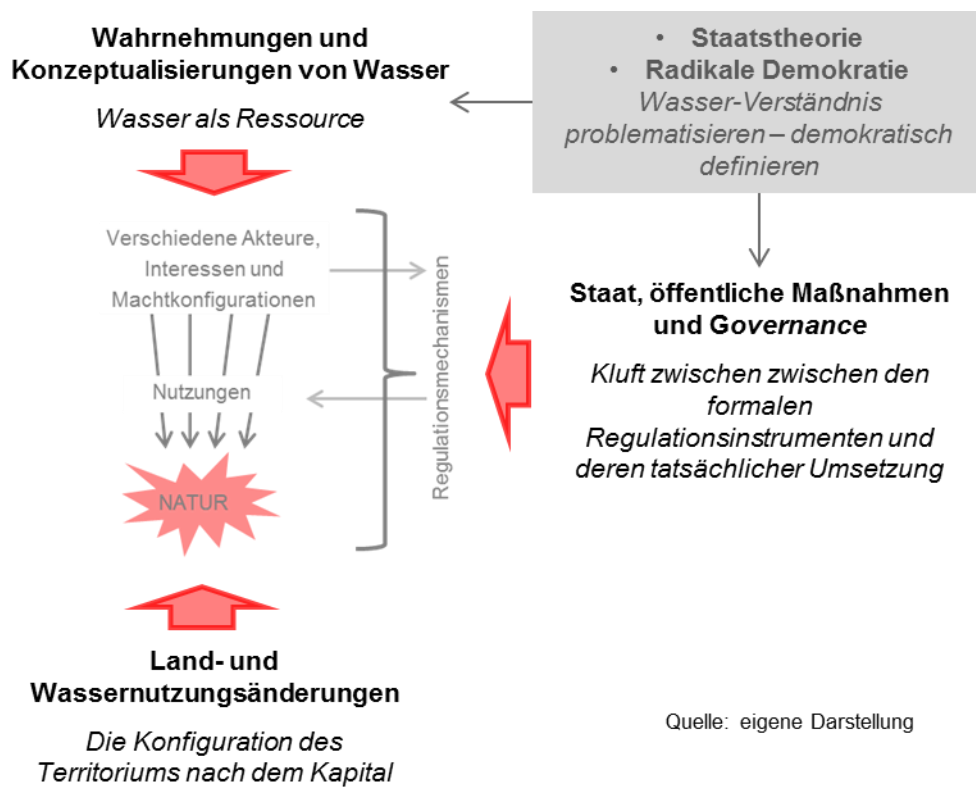 Wahrnehmungen und
Konzeptualisierungen von Wasser
Wasser als Ressource
• Staatstheorie
• Radikale Demokratie
Wasser-Verständnis
problematisieren – demokratisch
definieren
Verschiedene Akteure,
Interessen und
Machtkonfigurationen
Nutzungen
NATUR
Regulationsmechanismen
Staat, öffentliche Maßnahmen
und Governance
Kluft zwischen zwischen den
formalen
Regulationsinstrumenten und
deren tatsächlicher Umsetzung
Land- und
Wassernutzungsänderungen
Die Konfiguration des
Territoriums nach dem Kapital
Quelle: eigene Darstellung